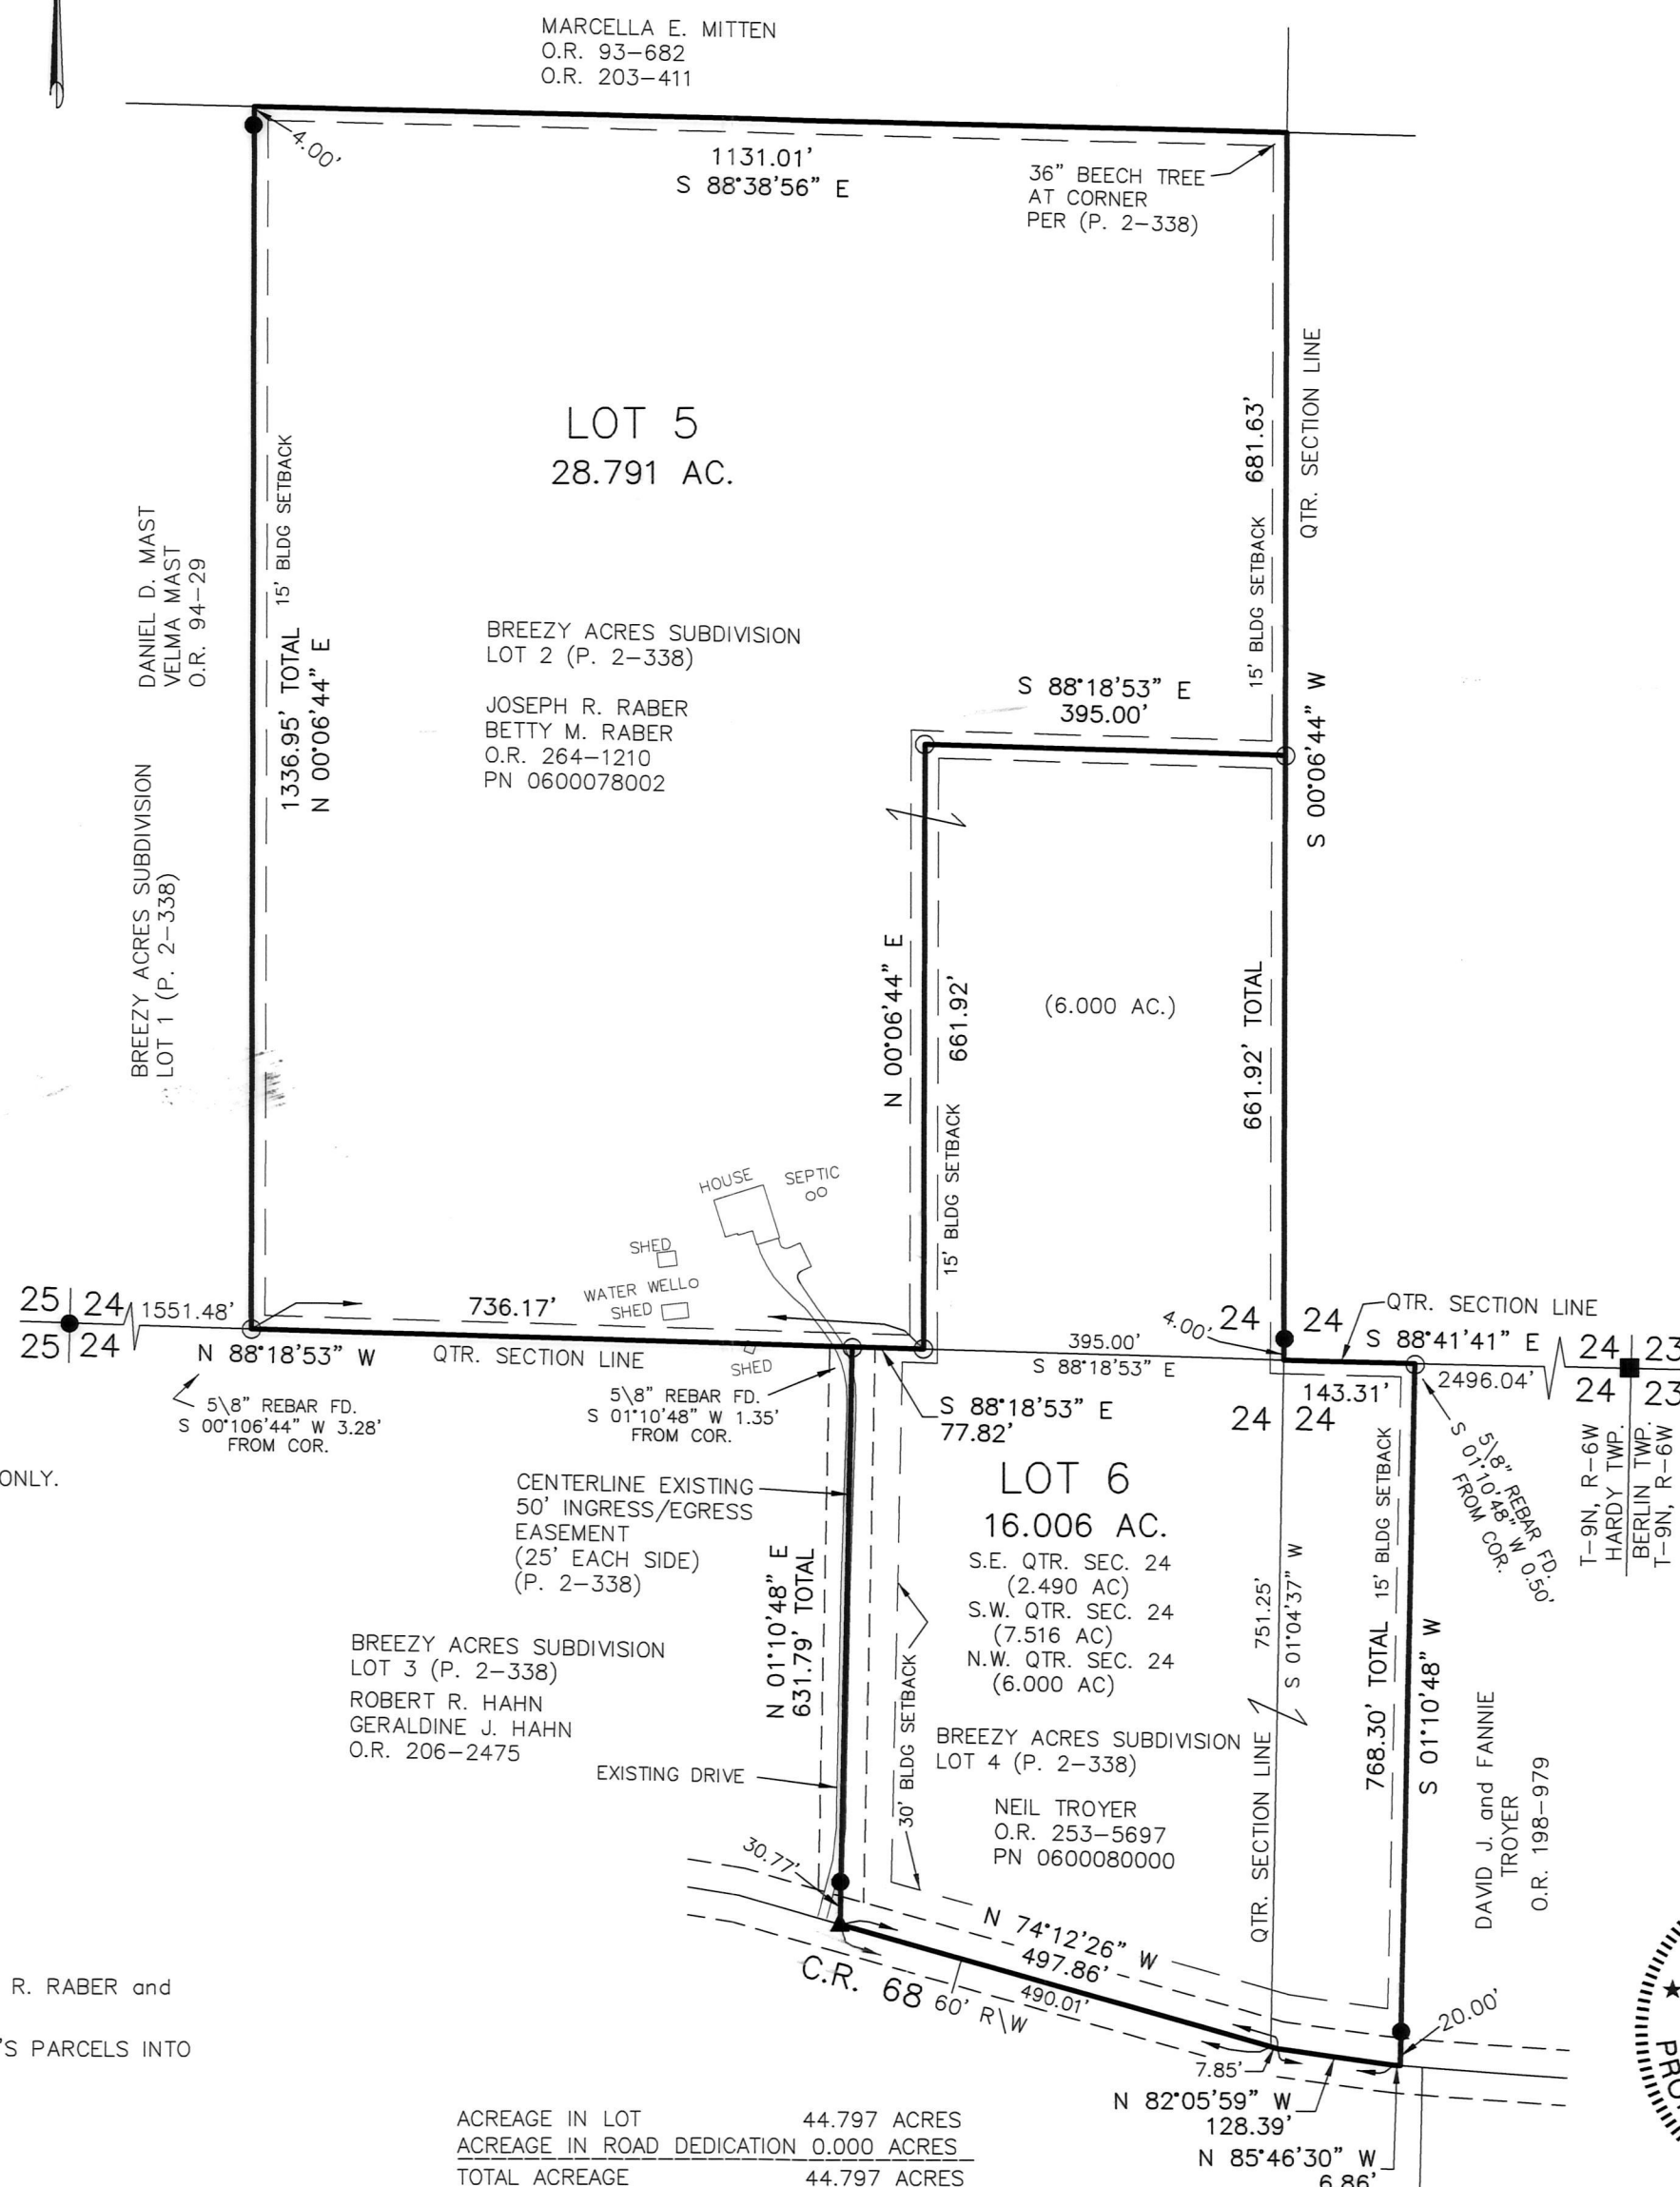 MARCELLA E. MITTEN
O.R. 93-682
O.R. 203-411
4.00'
1131.01'
S 88°38'56" E
36" BEECH TREE
AT CORNER
PER (P. 2-338)
LOT 5
28.791 AC.
15' BLDG SETBACK
1336.95' TOTAL
N 00°06'44" E
DANIEL D. MAST
VELMA MAST
O.R. 94-29
BREEZY ACRES SUBDIVISION
LOT 1 (P. 2-338)
BREEZY ACRES SUBDIVISION
LOT 2 (P. 2-338)
JOSEPH R. RABER
BETTY M. RABER
O.R. 264-1210
PN 0600078002
681.63'
15' BLDG SETBACK
QTR. SECTION LINE
S 00°06'44" W
S 88°18'53" E
395.00'
N 00°06'44" E
661.92'
15' BLDG SETBACK
(6.000 AC.)
661.92' TOTAL
HOUSE
SEPTIC
SHED
WATER WELL
SHED
SHED
25 24
25 24
1551.48'
736.17'
N 88°18'53" W
QTR. SECTION LINE
5\8" REBAR FD.
S 00°106'44" W 3.28'
FROM COR.
5\8" REBAR FD.
S 01°10'48" W 1.35'
FROM COR.
395.00'
S 88°18'53" E
4.00'
24 24
24 24
QTR. SECTION LINE
S 88°41'41" E
143.31'
2496.04'
24 23
24 23
T-9N, R-6W
HARDY TWP.
BERLIN TWP.
T-9N, R-6W
5\8" REBAR FD.
S 01°10'48" W 0.50'
FROM COR.
S 88°18'53" E
77.82'
ONLY.
CENTERLINE EXISTING
50' INGRESS/EGRESS
EASEMENT
(25' EACH SIDE)
(P. 2-338)
N 01°10'48" E
631.79' TOTAL
LOT 6
16.006 AC.
S.E. QTR. SEC. 24
(2.490 AC)
S.W. QTR. SEC. 24
(7.516 AC)
N.W. QTR. SEC. 24
(6.000 AC)
BREEZY ACRES SUBDIVISION
LOT 4 (P. 2-338)
NEIL TROYER
O.R. 253-5697
PN 0600080000
30' BLDG SETBACK
QTR. SECTION LINE
751.25'
S 01°04'37" W
768.30' TOTAL
15' BLDG SETBACK
S 01°10'48" W
DAVID J. and FANNIE
TROYER
O.R. 198-979
BREEZY ACRES SUBDIVISION
LOT 3 (P. 2-338)
ROBERT R. HAHN
GERALDINE J. HAHN
O.R. 206-2475
EXISTING DRIVE
30.77'
N 74°12'26" W
497.86'
490.01'
C.R. 68
60' R\W
20.00'
7.85'
N 82°05'59" W
128.39'
N 85°46'30" W
6.86'
R. RABER and
'S PARCELS INTO
ACREAGE IN LOT 44.797 ACRES
ACREAGE IN ROAD DEDICATION 0.000 ACRES
TOTAL ACREAGE 44.797 ACRES